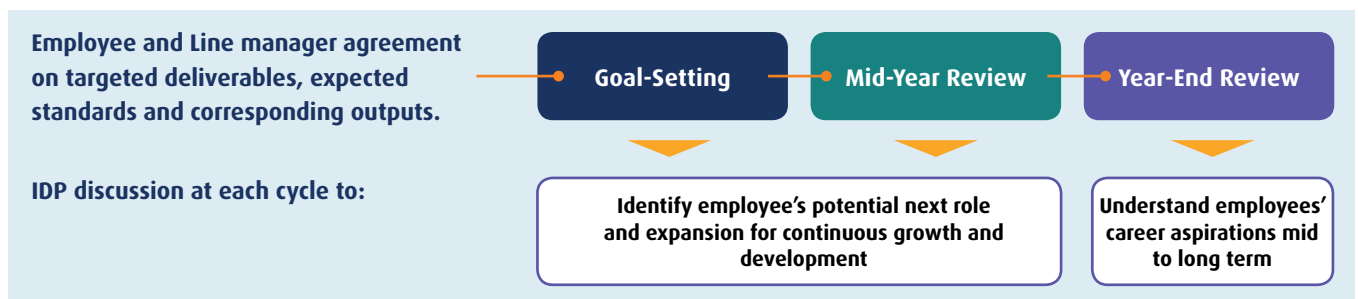 Employee and Line manager agreement
on targeted deliverables, expected
standards and corresponding outputs.
Goal-Setting
Mid-Year Review
Year-End Review
IDP discussion at each cycle to:
Identify employee's potential next role
and expansion for continuous growth and
development
Understand employees'
career aspirations mid
to long term